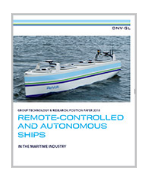 DNV·GL
GROUP TECHNOLOGY & RESEARCH, POSITION PAPER 2018
REMOTE-CONTROLLED
AND AUTONOMOUS
SHIPS
IN THE MARITIME INDUSTRY